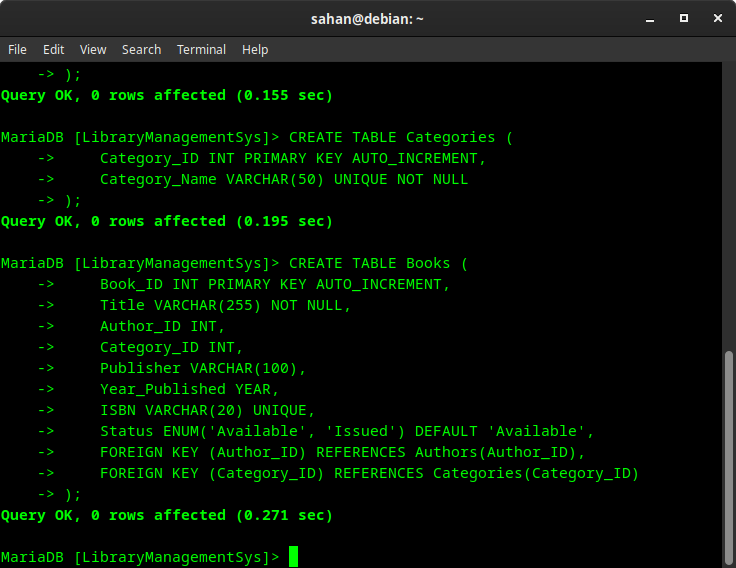 sahan@debian: ~
File Edit View Search Terminal Help
    -> );
Query OK, 0 rows affected (0.155 sec)
MariaDB [LibraryManagementSys]> CREATE TABLE Categories (
    ->     Category_ID INT PRIMARY KEY AUTO_INCREMENT,
    ->     Category_Name VARCHAR(50) UNIQUE NOT NULL
    -> );
Query OK, 0 rows affected (0.195 sec)
MariaDB [LibraryManagementSys]> CREATE TABLE Books (
    ->     Book_ID INT PRIMARY KEY AUTO_INCREMENT,
    ->     Title VARCHAR(255) NOT NULL,
    ->     Author_ID INT,
    ->     Category_ID INT,
    ->     Publisher VARCHAR(100),
    ->     Year_Published YEAR,
    ->     ISBN VARCHAR(20) UNIQUE,
    ->     Status ENUM('Available', 'Issued') DEFAULT 'Available',
    ->     FOREIGN KEY (Author_ID) REFERENCES Authors(Author_ID),
    ->     FOREIGN KEY (Category_ID) REFERENCES Categories(Category_ID)
    -> );
Query OK, 0 rows affected (0.271 sec)
MariaDB [LibraryManagementSys]>